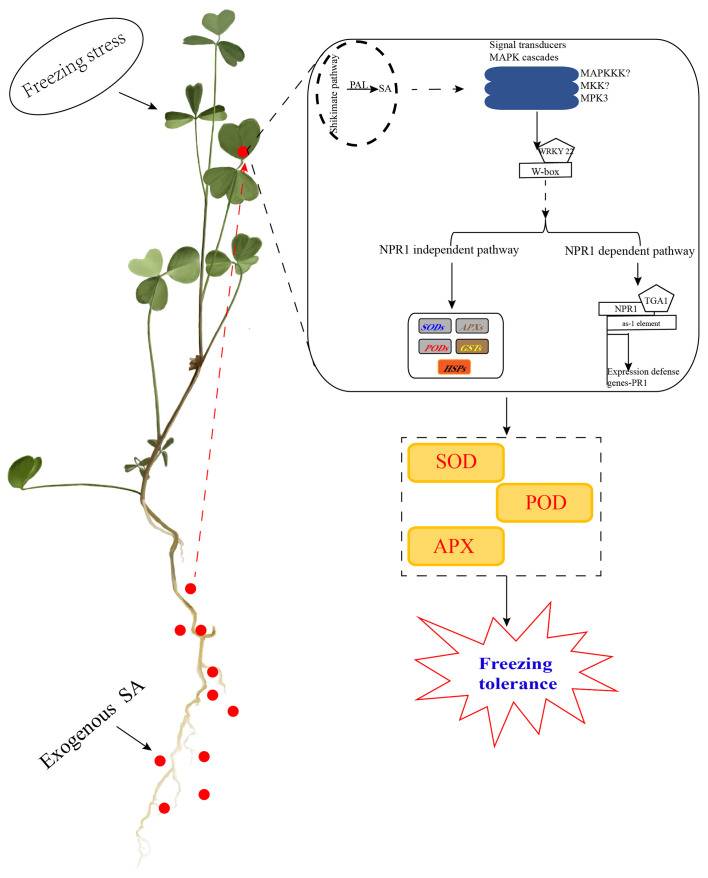 Freezing stress
Signal transducers
MAPK cascades
Shikimate pathway
PAL
SA
MAPKKK?
MKK?
MPK3
WRKY 22
W-box
NPR1 independent pathway
NPR1 dependent pathway
SODs
APXs
PODs
GSTs
HSPs
TGA1
NPR1
as-1 element
Expression defense
genes-PR1
SOD
POD
APX
Freezing
tolerance
Exogenous SA